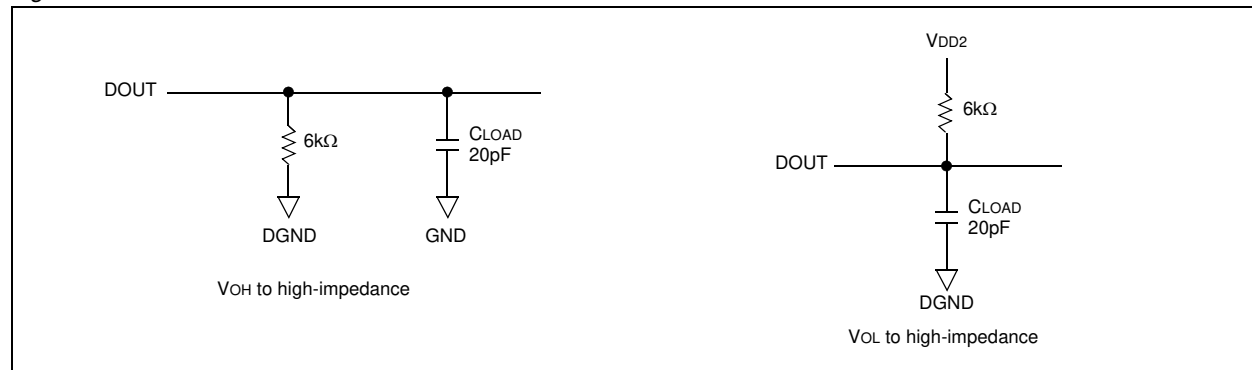 DOUT
6kΩ
CLOAD
20pF
DGND
GND
VOH to high-impedance
VDD2
6kΩ
DOUT
CLOAD
20pF
DGND
VOL to high-impedance